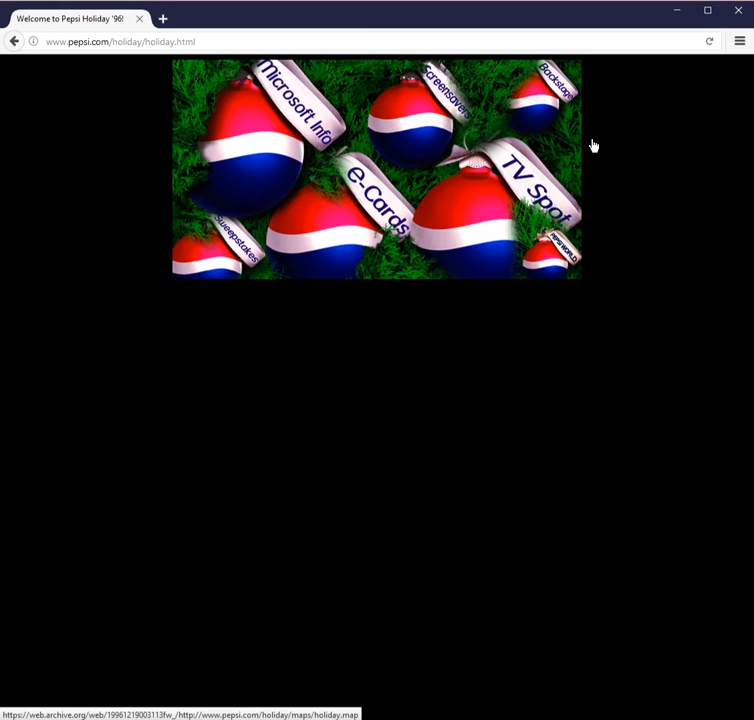 Welcome to Pepsi Holiday '96!
www.pepsi.com/holiday/holiday.html
Microsoft Info
Screensavers
Backstage
e-Cards
TV Spot
Sweepstakes
PEPSI WORLD
https://web.archive.org/web/19961219003113fw_/http://www.pepsi.com/holiday/maps/holiday.map